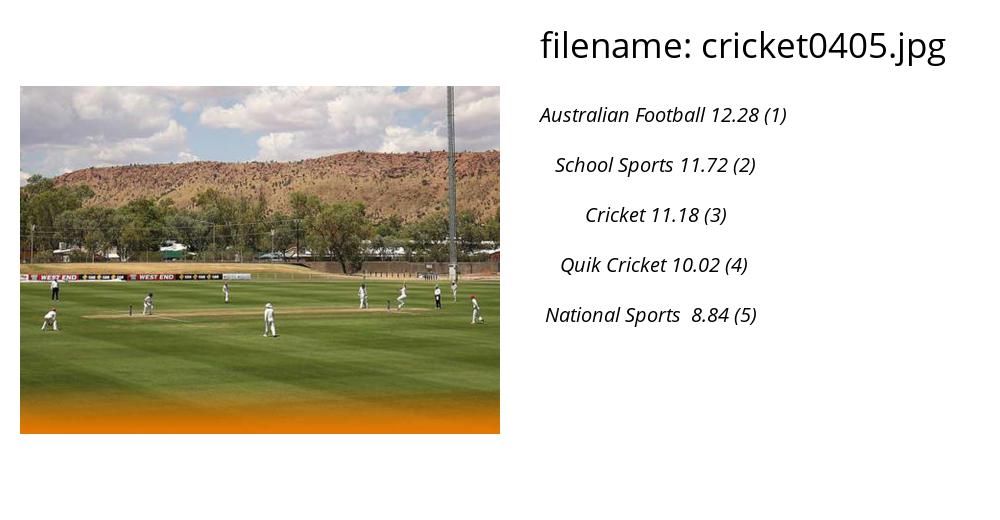 filename: cricket0405.jpg
Australian Football 12.28 (1)
School Sports 11.72 (2)
Cricket 11.18 (3)
Quik Cricket 10.02 (4)
National Sports 8.84 (5)
WEST END
WEST END